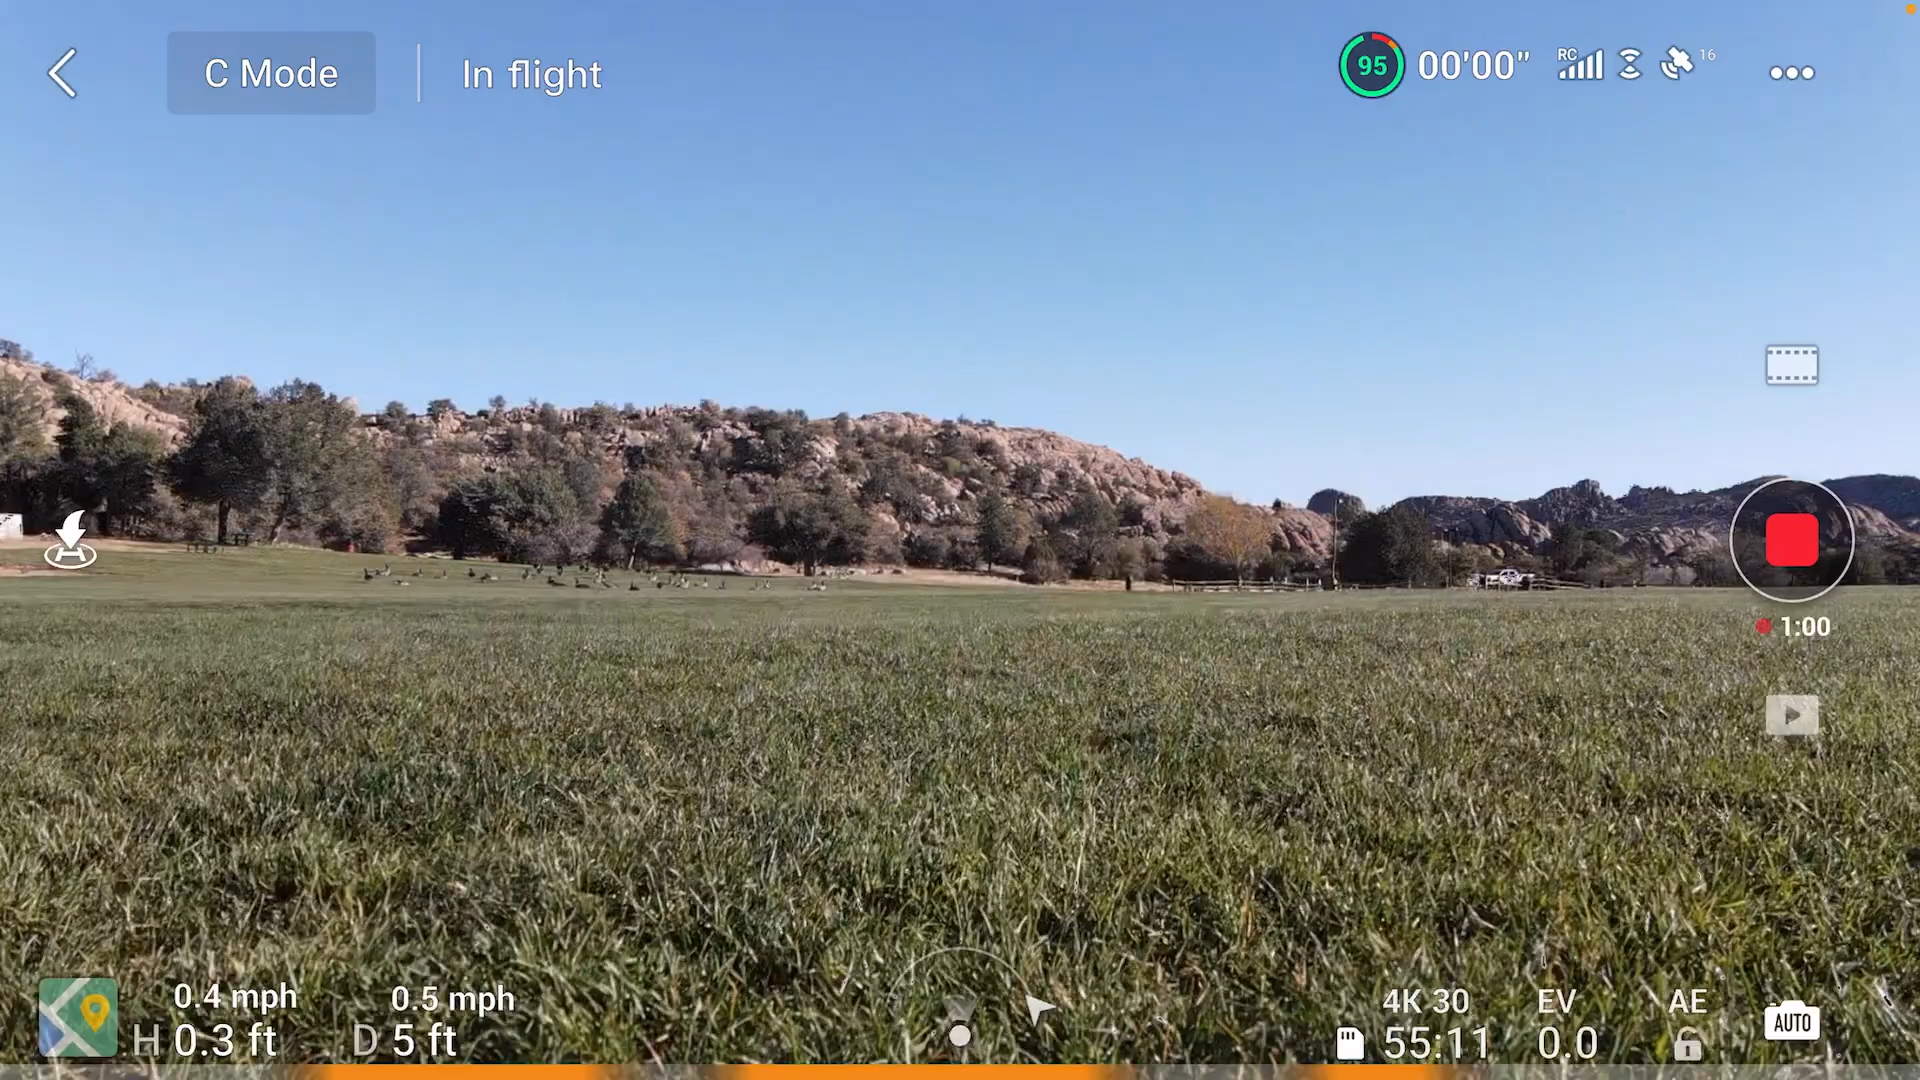 C Mode
In flight
95
00'00"
RC
16
1:00
0.4 mph
0.5 mph
H 0.3 ft
D 5 ft
4K 30
EV
AE
55:11
0.0
AUTO